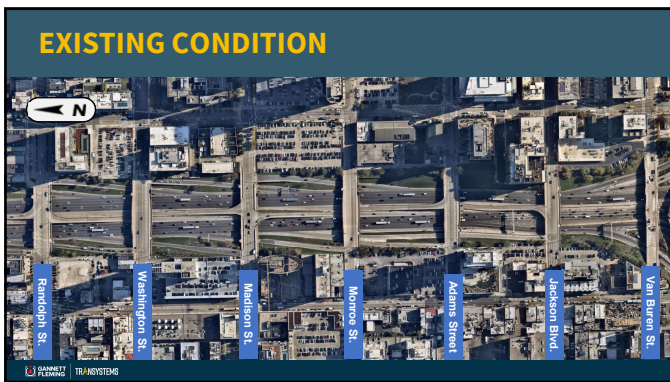 EXISTING CONDITION
N
Randolph St.
Washington St.
Madison St.
Monroe St.
Adams Street
Jackson Blvd.
Van Buren St.
GANNETT
FLEMING
TRANSYSTEMS